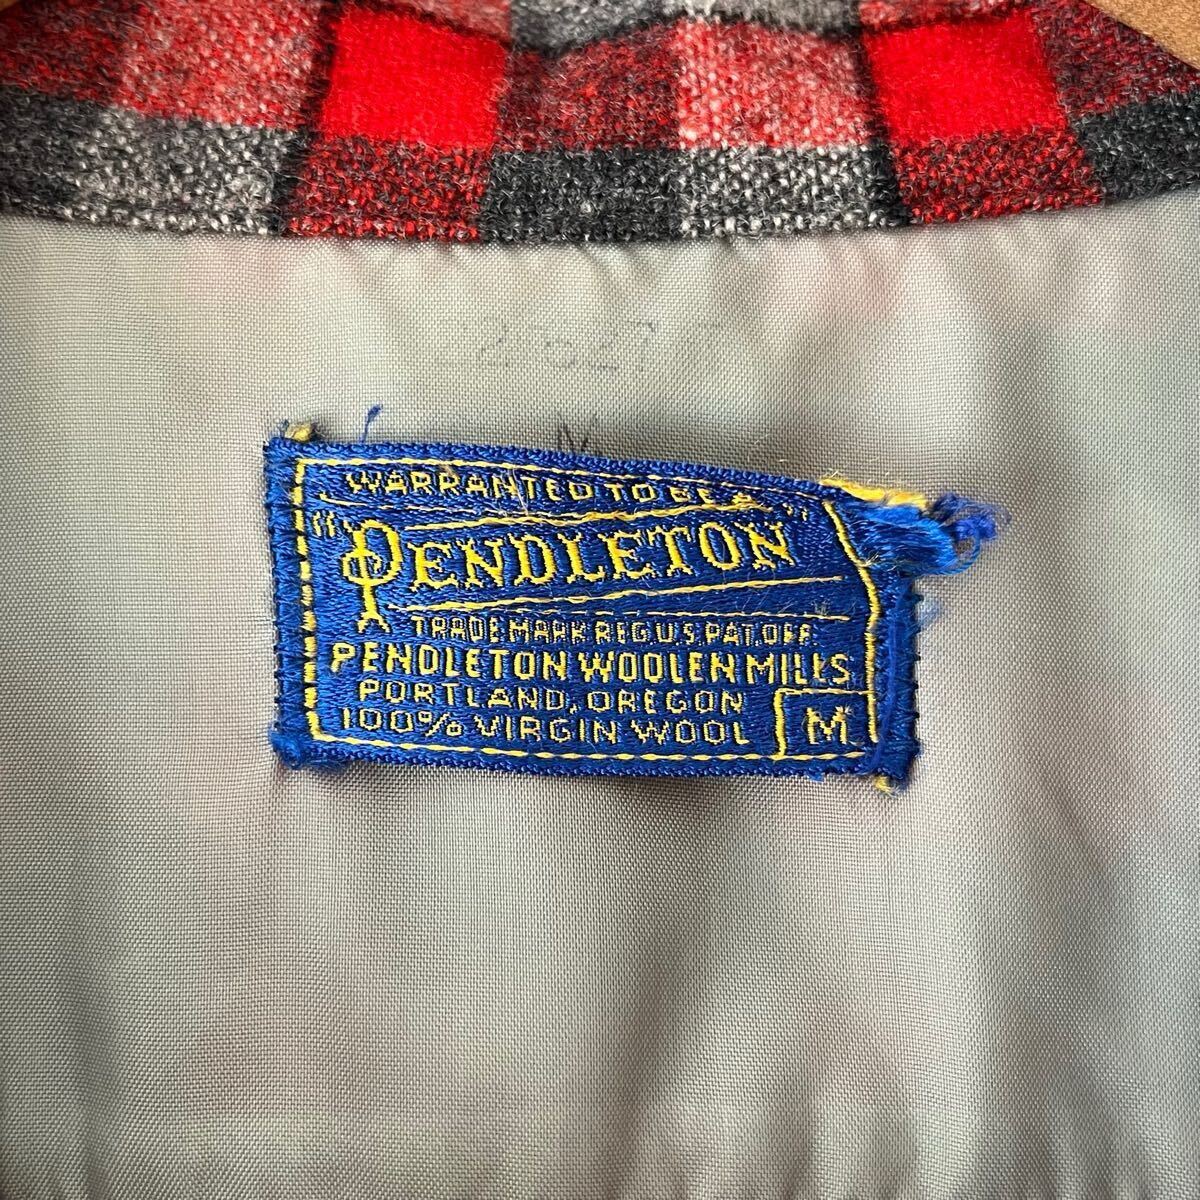 WARRANTED TO BE A
"PENDLETON"
TRADE MARK REG. U.S. PAT. OFF.
PENDLETON WOOLEN MILLS
PORTLAND, OREGON
100% VIRGIN WOOL
M